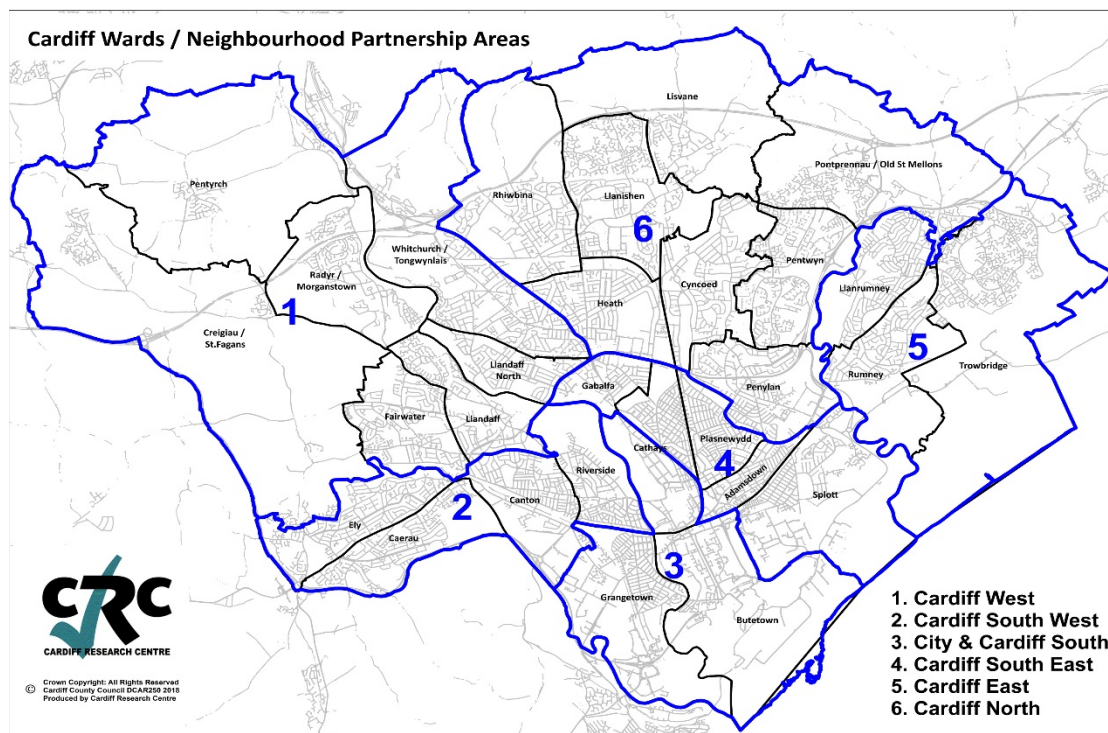 Cardiff Wards / Neighbourhood Partnership Areas
Lisvane
Pontprennau / Old St Mellons
Pentyrch
Rhiwbina
Llanishen
6
Whitchurch /
Tongwynlais
Pentwyn
Radyr /
Morganstown
Cyncoed
Llanrumney
Heath
1
Creigiau /
St.Fagans
5
Trowbridge
Llandaff
North
Rumney
Gabalfa
Penylan
Fairwater
Llandaff
Plasnewydd
Cathays
4
Riverside
Adamsdown
Splott
2
Canton
Ely
Caerau
3
Grangetown
Butetown
CRC
CARDIFF RESEARCH CENTRE
© Crown Copyright: All Rights Reserved
Cardiff County Council DCAR250 2018
Produced by Cardiff Research Centre
1. Cardiff West
2. Cardiff South West
3. City & Cardiff South
4. Cardiff South East
5. Cardiff East
6. Cardiff North